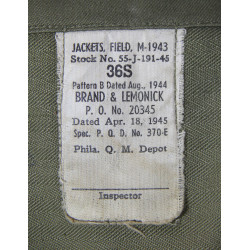 JACKETS, FIELD, M-1943
Stock No. 55-J-191-45
36S
Pattern B Dated Aug., 1944
BRAND & LEMONICK
P. O. No. 20345
Dated Apr. 18, 1945
Spec. P. Q. D. No. 370-E
Phila. Q. M. Depot
Inspector